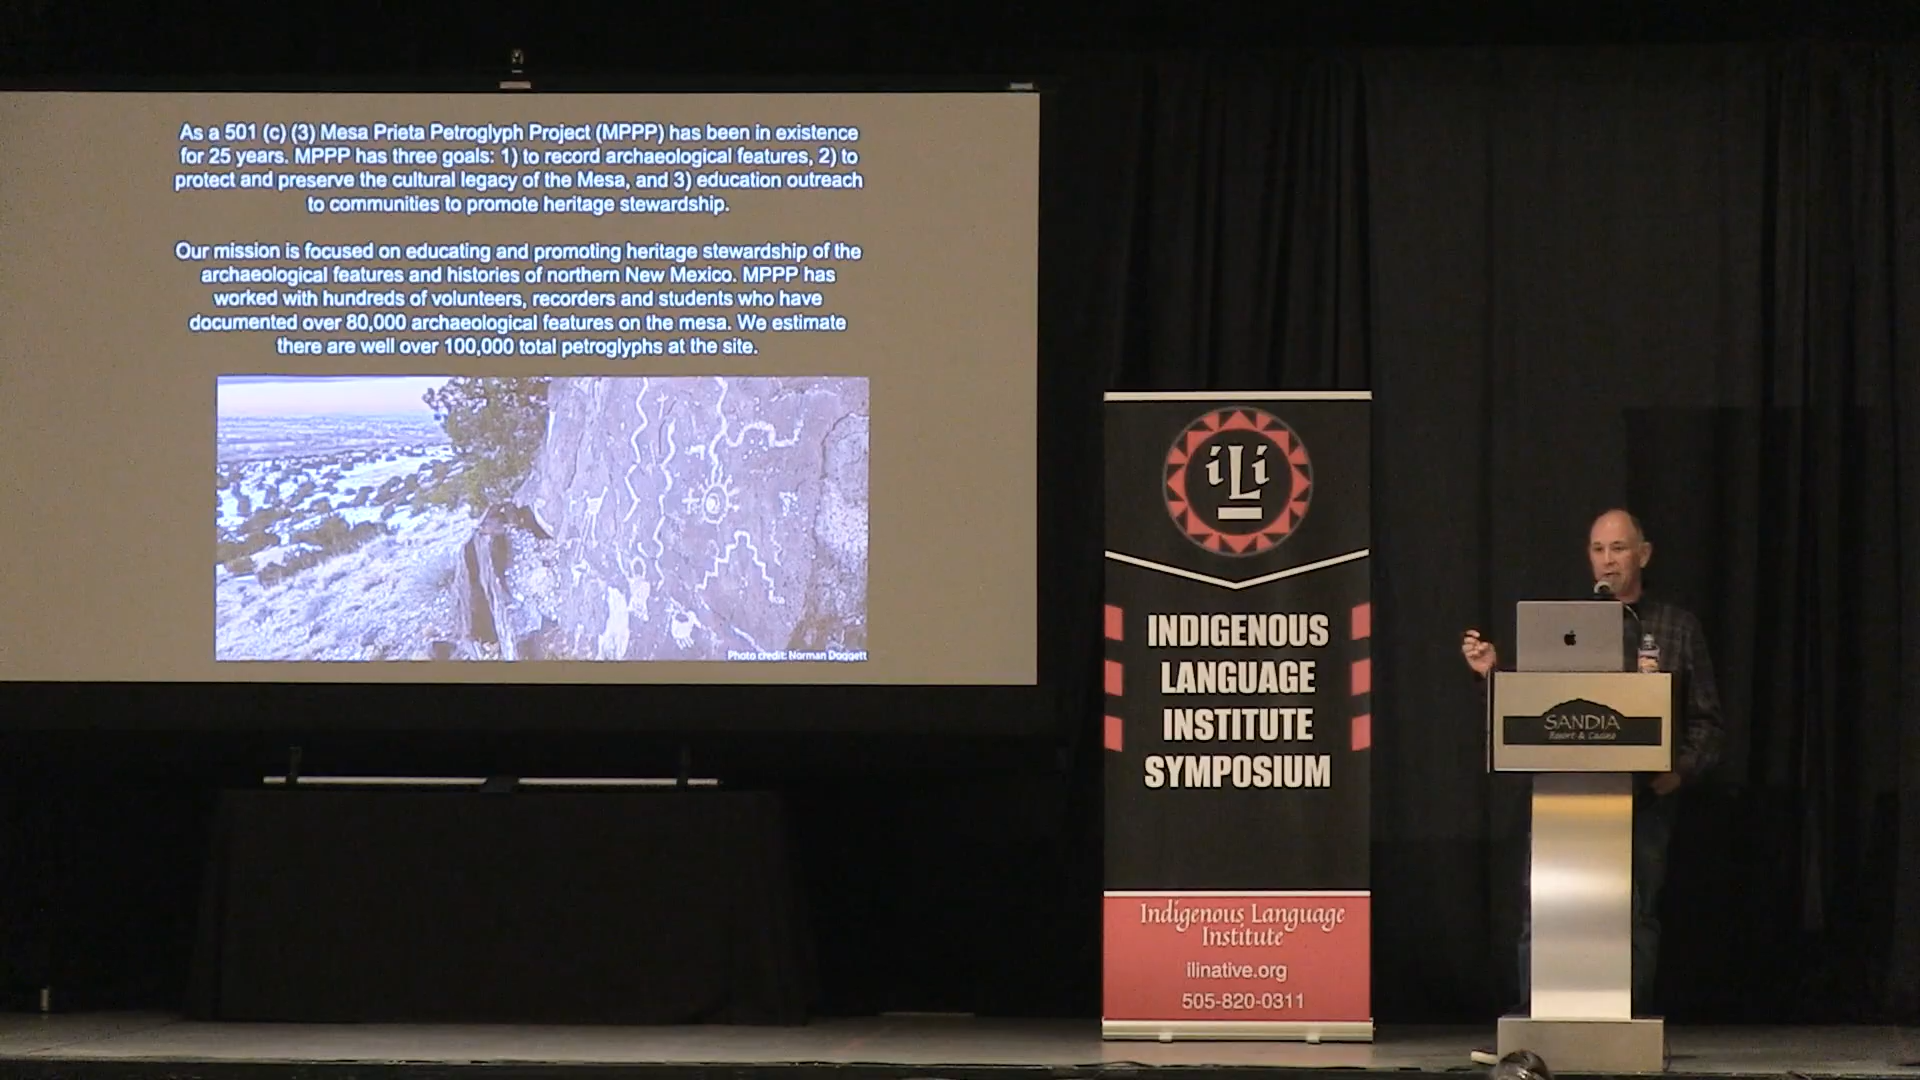 As a 501 (c) (3) Mesa Prieta Petroglyph Project (MPPP) has been in existence
for 25 years. MPPP has three goals: 1) to record archaeological features, 2) to
protect and preserve the cultural legacy of the Mesa, and 3) education outreach
to communities to promote heritage stewardship.
Our mission is focused on educating and promoting heritage stewardship of the
archaeological features and histories of northern New Mexico. MPPP has
worked with hundreds of volunteers, recorders and students who have
documented over 80,000 archaeological features on the mesa. We estimate
there are well over 100,000 total petroglyphs at the site.
Photo credit: Norman Doggett
íLí
INDIGENOUS
LANGUAGE
INSTITUTE
SYMPOSIUM
Indigenous Language
Institute
ilinative.org
505-820-0311
SANDIA
Resort & Casino